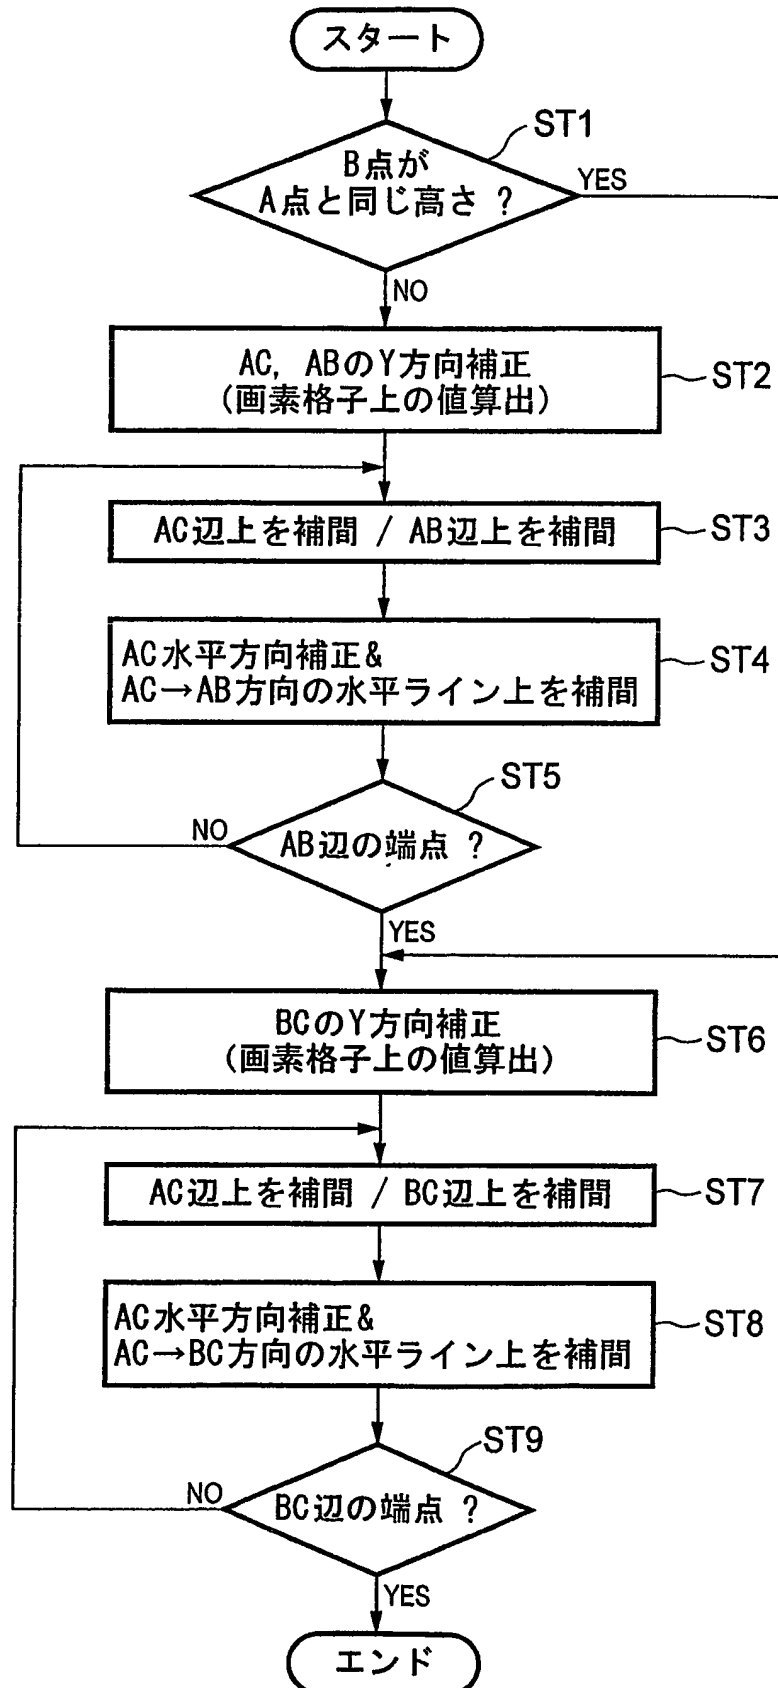 スタート
ST1
B点が
A点と同じ高さ ?
YES
NO
AC, ABのY方向補正
(画素格子上の値算出)
ST2
AC辺上を補間 / AB辺上を補間
ST3
AC水平方向補正&
AC→AB方向の水平ライン上を補間
ST4
ST5
AB辺の端点 ?
NO
YES
BCのY方向補正
(画素格子上の値算出)
ST6
AC辺上を補間 / BC辺上を補間
ST7
AC水平方向補正&
AC→BC方向の水平ライン上を補間
ST8
ST9
BC辺の端点 ?
NO
YES
エンド